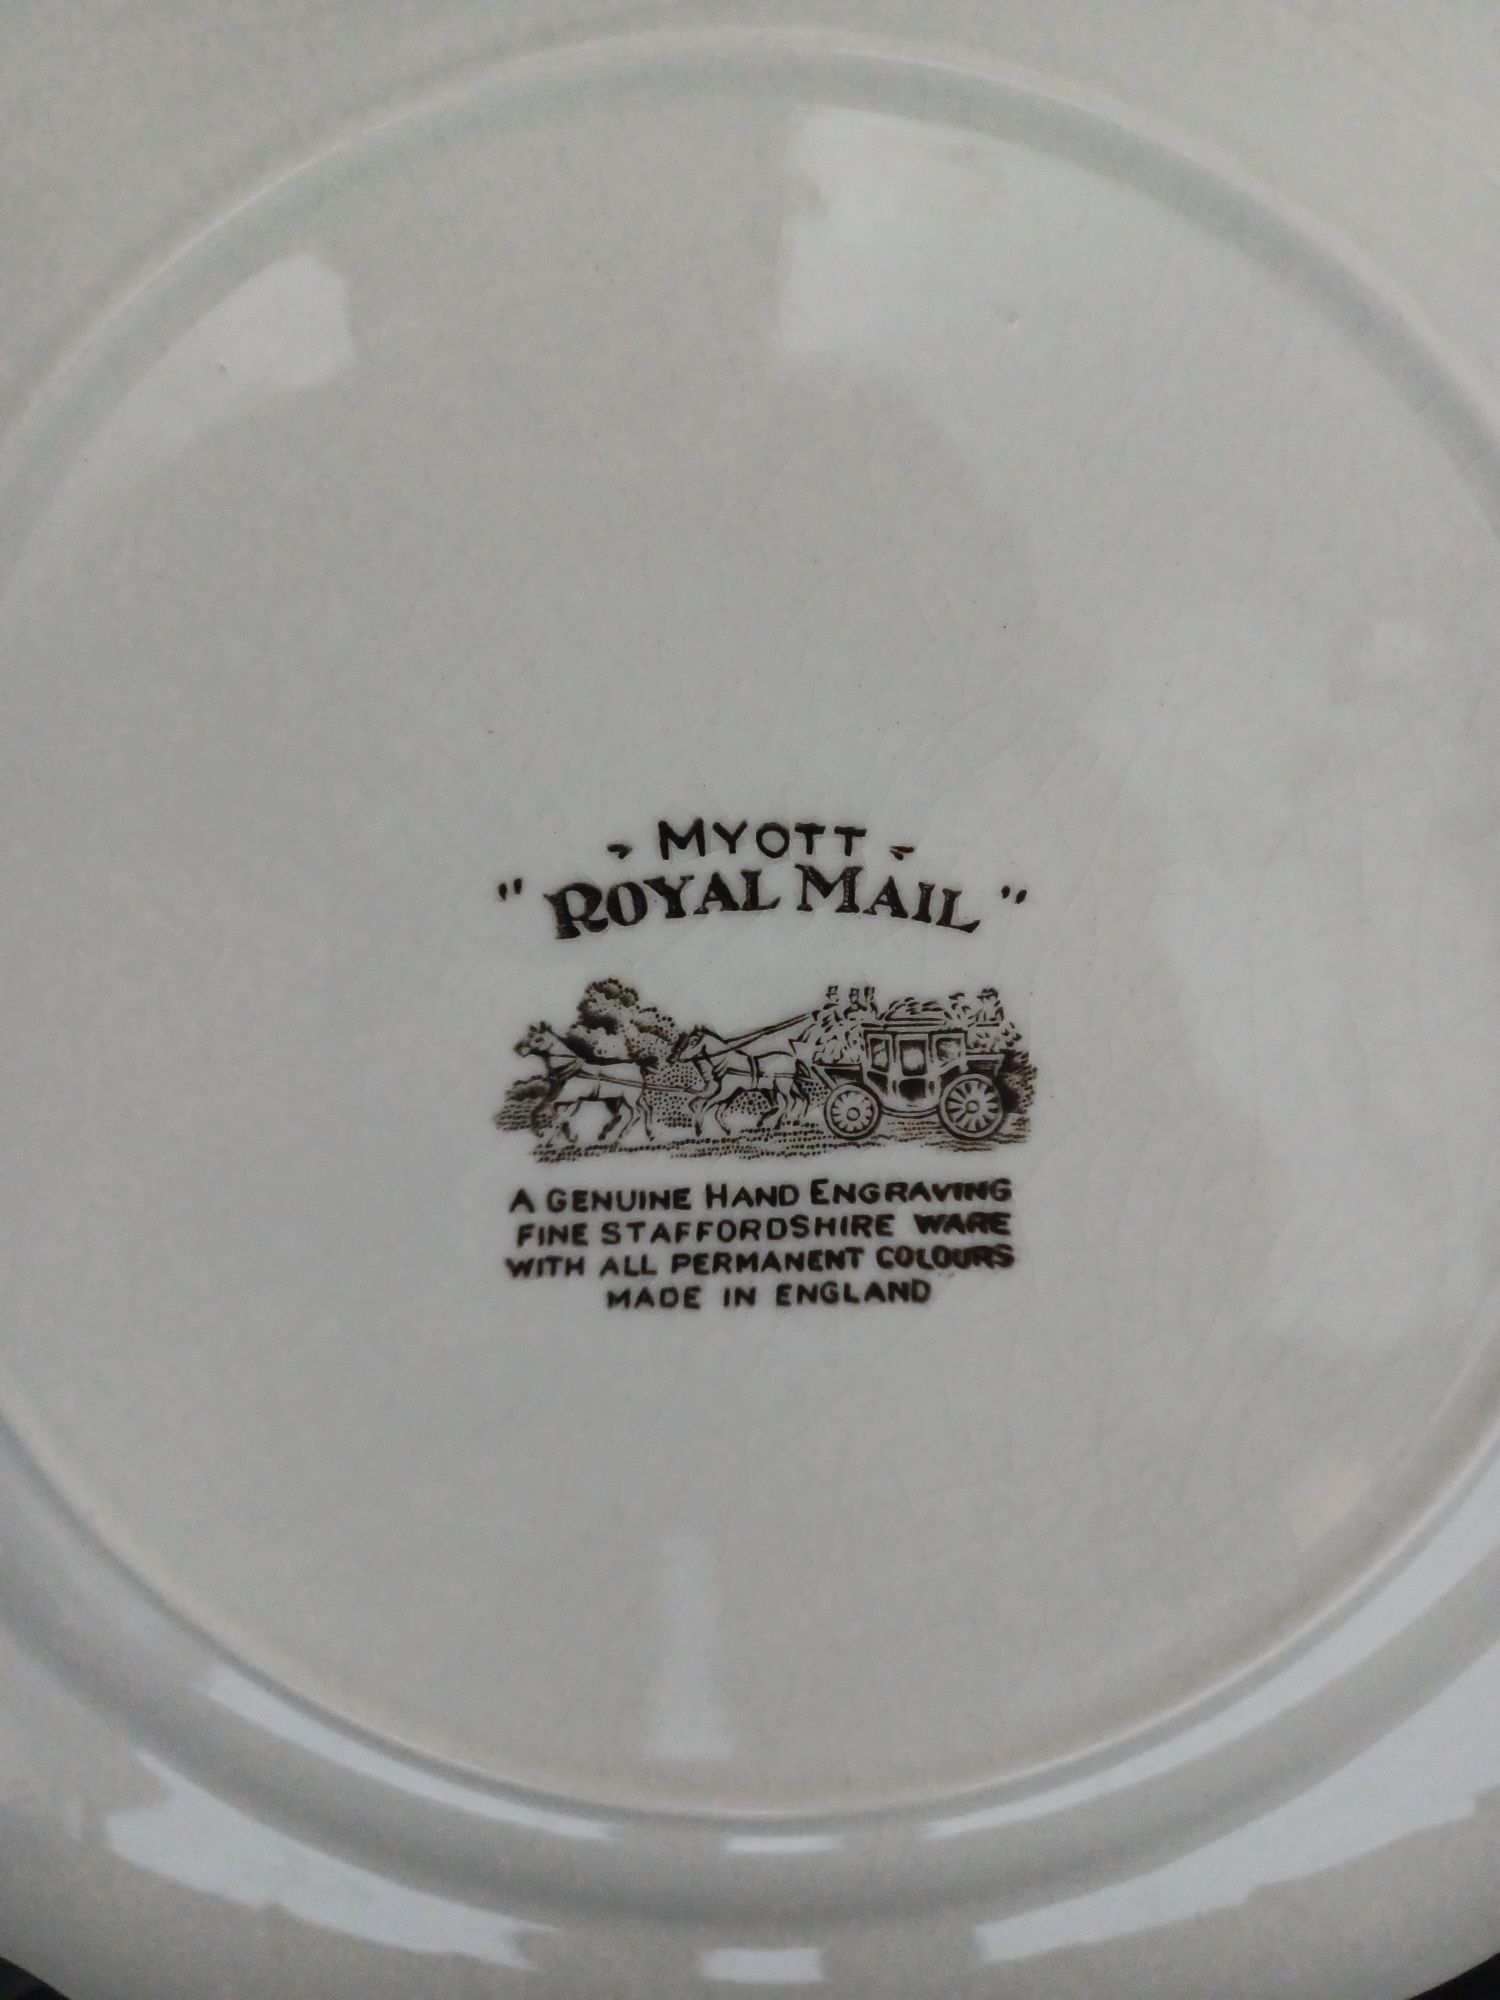 MYOTT
"ROYAL MAIL"
A GENUINE HAND ENGRAVING
FINE STAFFORDSHIRE WARE
WITH ALL PERMANENT COLOURS
MADE IN ENGLAND